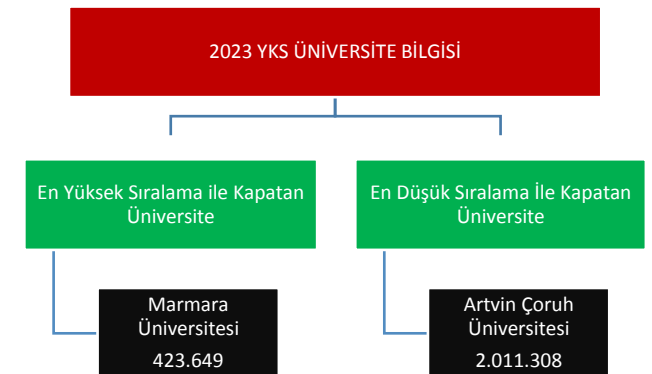 2023 YKS ÜNİVERSİTE BİLGİSİ
En Yüksek Sıralama ile Kapatan
Üniversite
Marmara
Üniversitesi
423.649
En Düşük Sıralama İle Kapatan
Üniversite
Artvin Çoruh
Üniversitesi
2.011.308